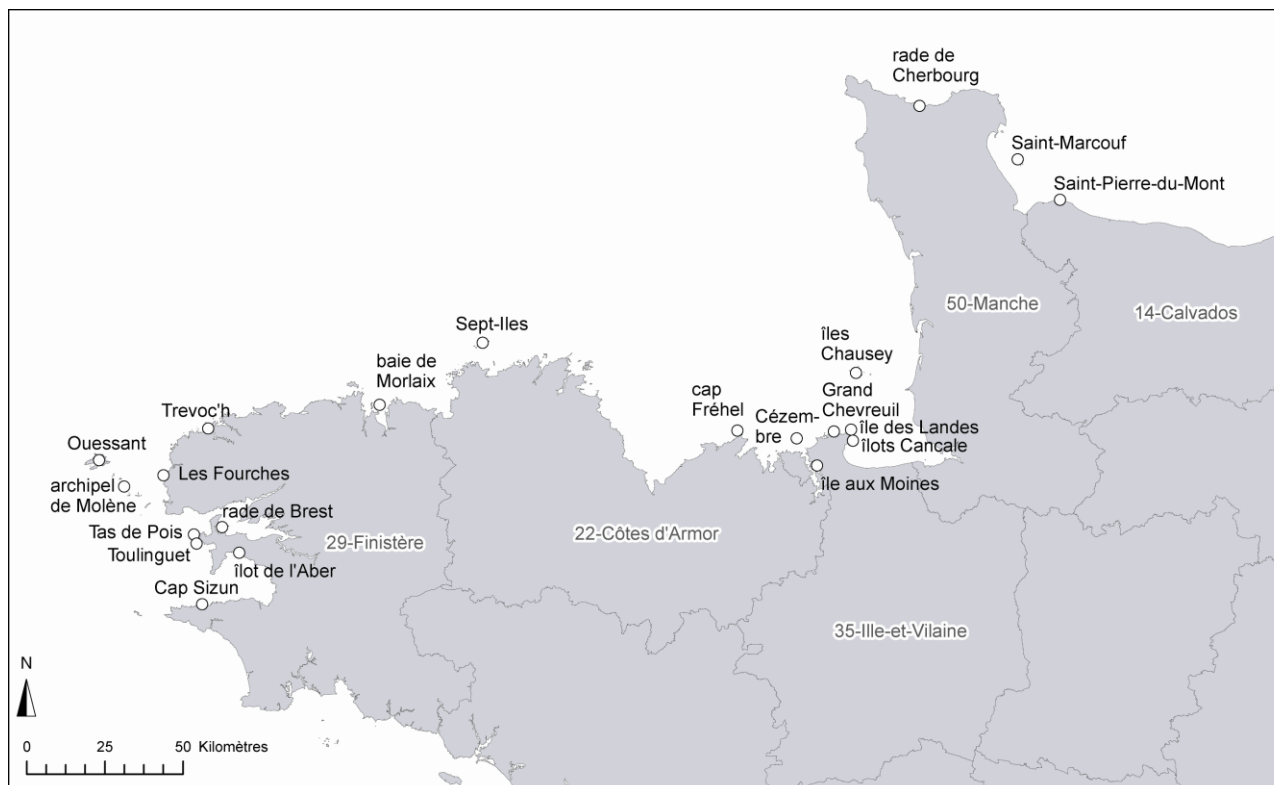 rade de
Cherbourg
Saint-Marcouf
Saint-Pierre-du-Mont
50-Manche
14-Calvados
Sept-Iles
îles
Chausey
baie de
Morlaix
cap
Fréhel
Cézem-
bre
Grand
Chevreuil
île des Landes
îlots Cancale
île aux Moines
Trevoc'h
Ouessant
Les Fourches
archipel
de Molène
rade de Brest
Tas de Pois
Toulinguet
îlot de l'Aber
29-Finistère
22-Côtes d'Armor
Cap Sizun
35-Ille-et-Vilaine
N
0 25 50 Kilomètres